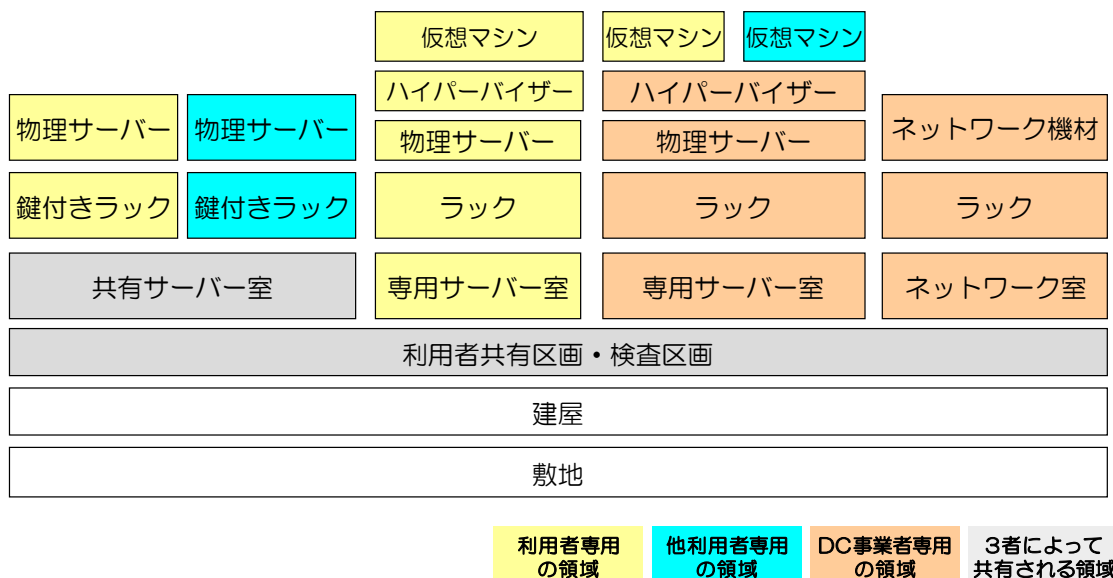 仮想マシン
仮想マシン
仮想マシン
ハイパーバイザー
ハイパーバイザー
物理サーバー
物理サーバー
物理サーバー
物理サーバー
ネットワーク機材
鍵付きラック
鍵付きラック
ラック
ラック
ラック
共有サーバー室
専用サーバー室
専用サーバー室
ネットワーク室
利用者共有区画・検査区画
建屋
敷地
利用者専用
の領域
他利用者専用
の領域
DC事業者専用
の領域
3者によって
共有される領域